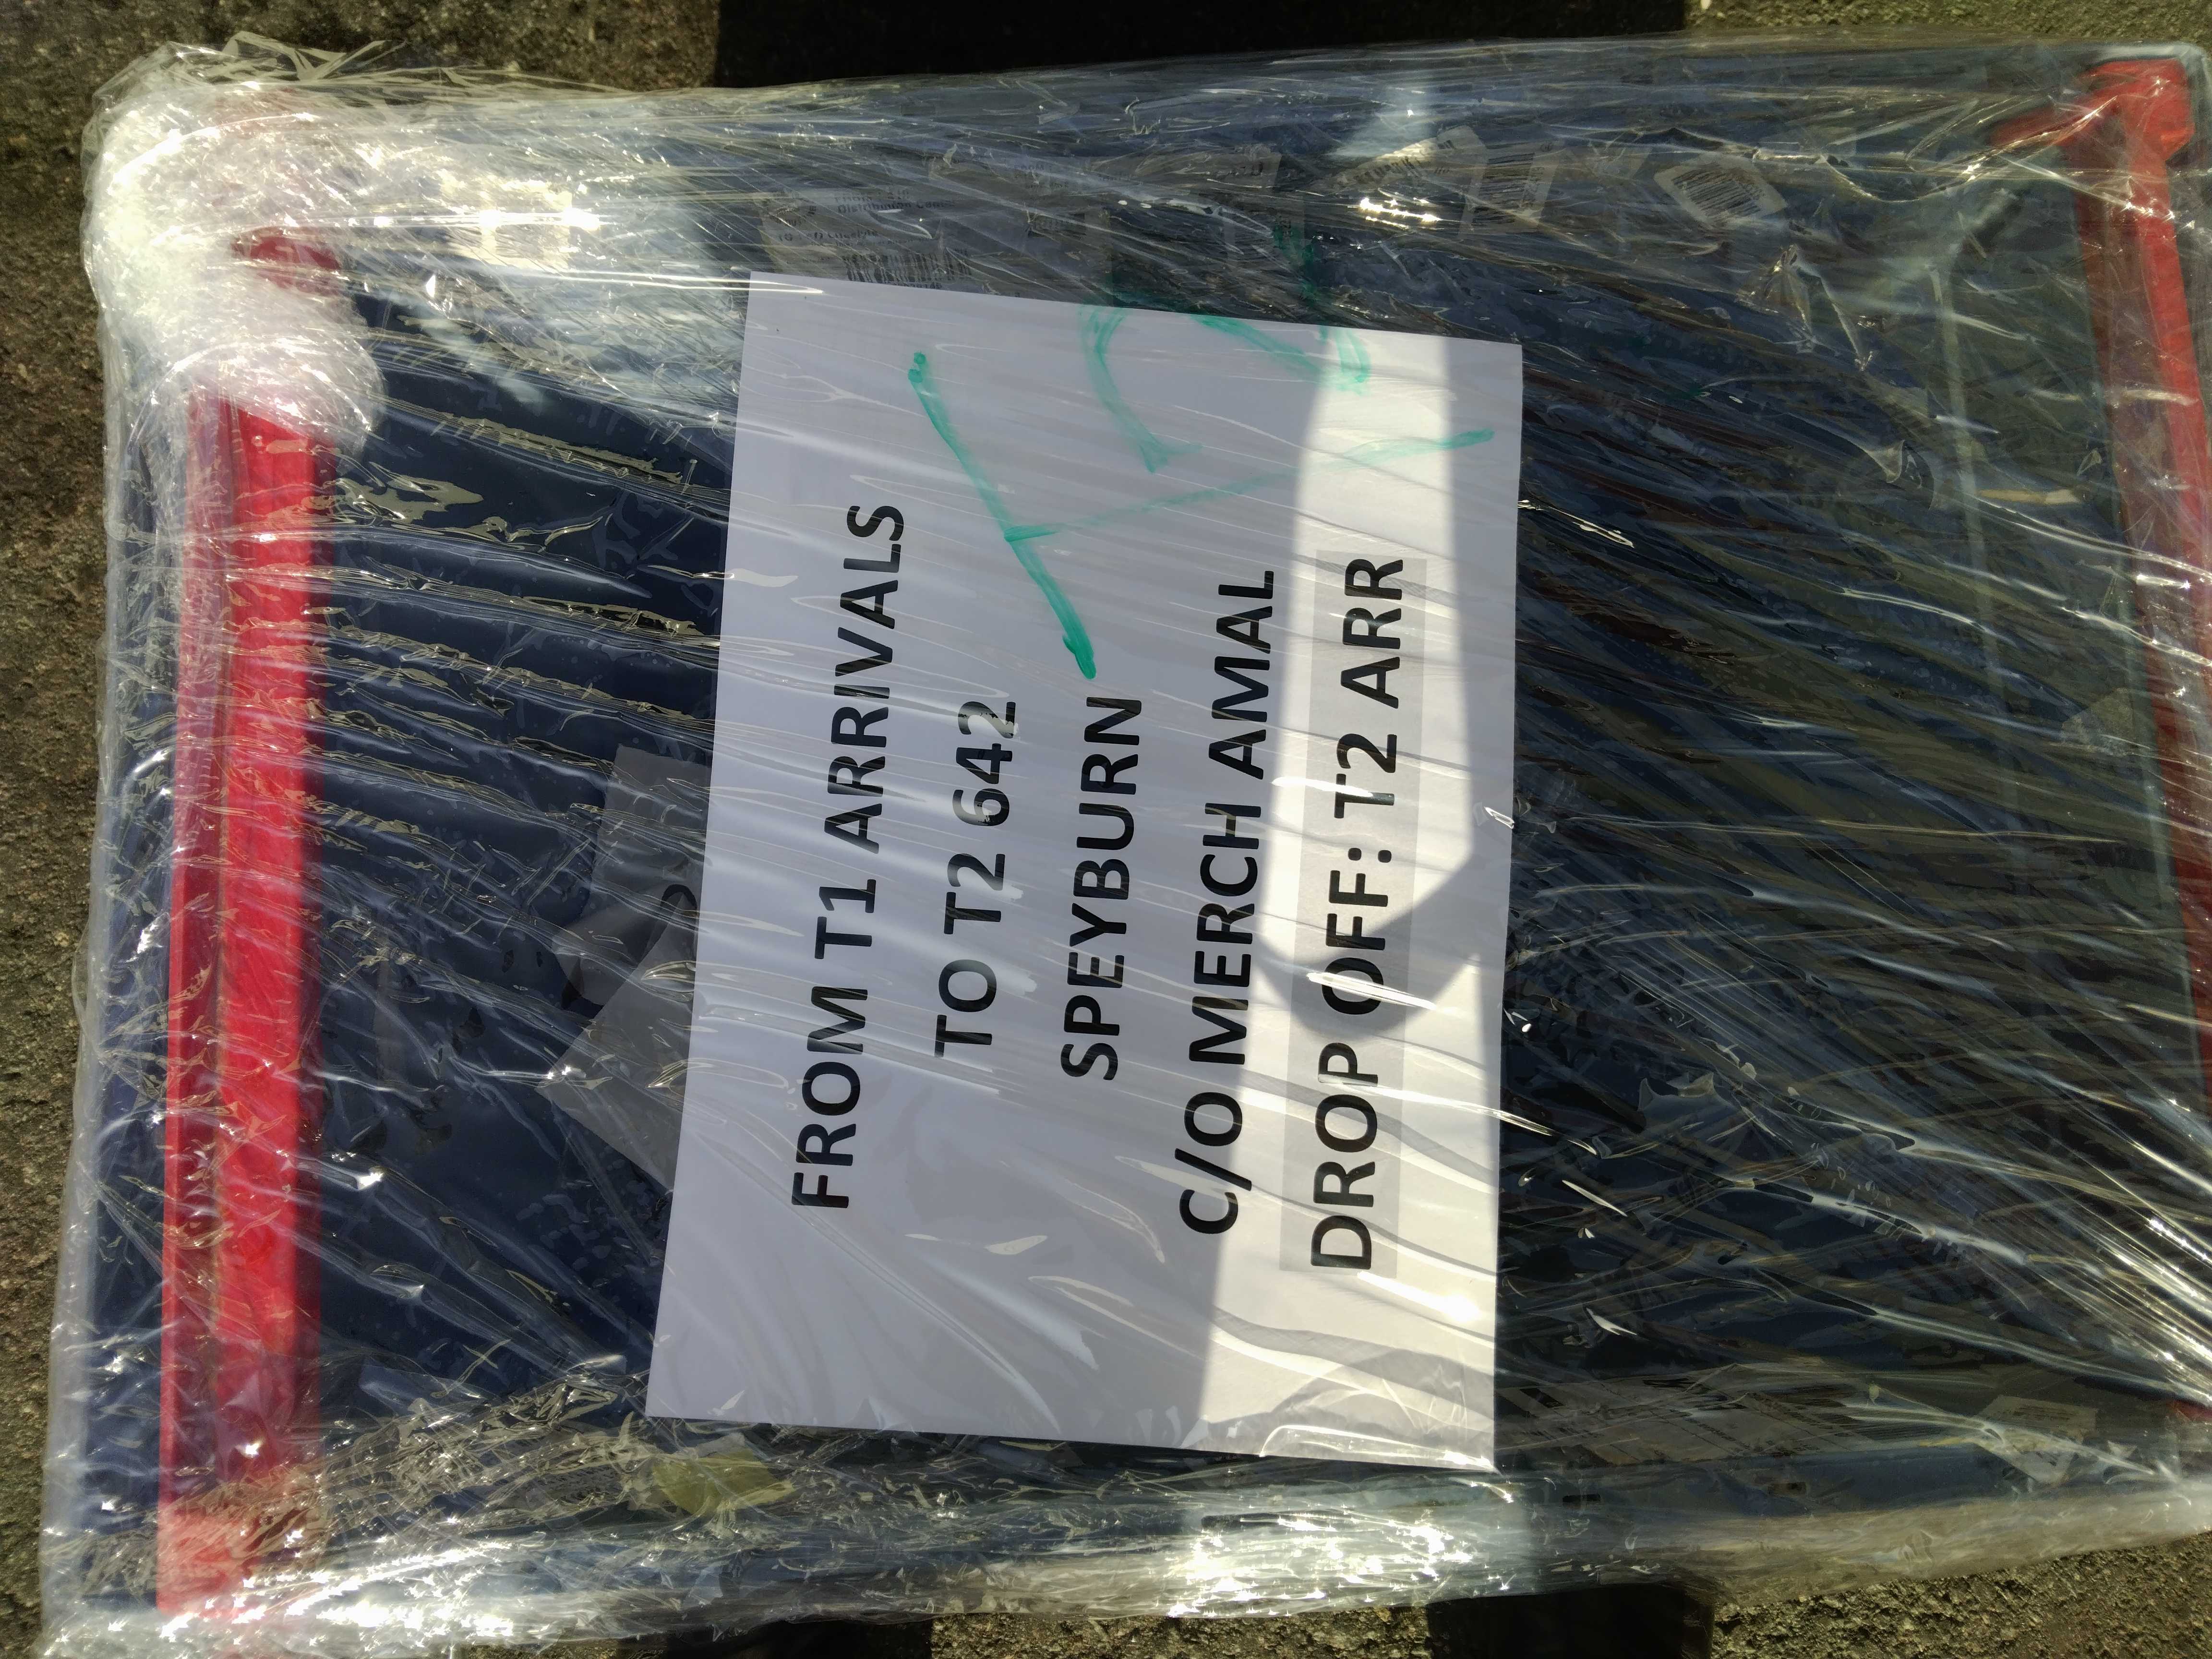 FROM T1 ARRIVALS
TO T2 642
SPEYBURN
C/O MERCH AMAL
DROP OFF: T2 ARR